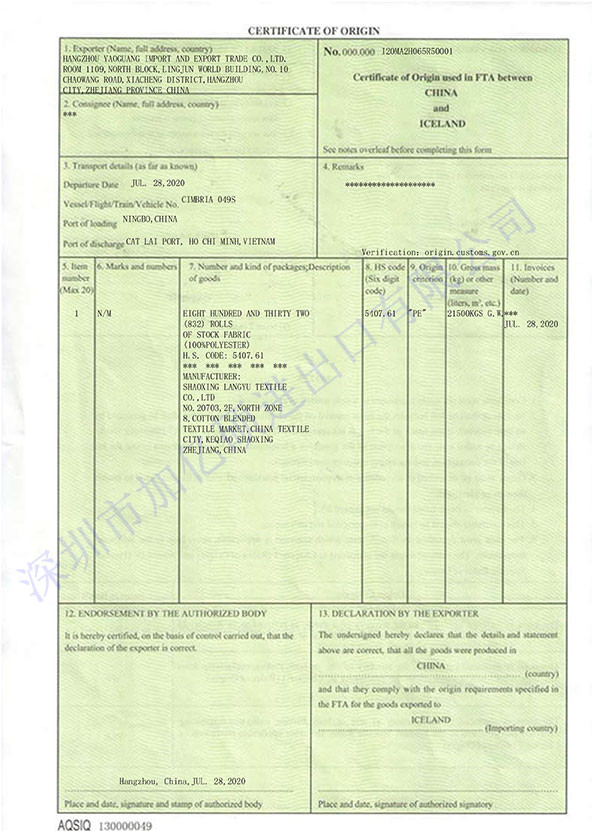 CERTIFICATE OF ORIGIN
1. Exporter (Name, full address, country)
HANGZHOU YAOGUANG IMPORT AND EXPORT TRADE CO.,LTD.
ROOM 1109, NORTH BLOCK, LINGJUN WORLD BUILDING, NO. 10
CHAOWANG ROAD, XIACHENG DISTRICT, HANGZHOU
CITY, ZHEJIANG PROVINCE CHINA
No. 000.000 I20MA2H065R50001
Certificate of Origin used in FTA between
CHINA
and
ICELAND
See notes overleaf before completing this form
2. Consignee (Name, full address, country)
***
3. Transport details (as far as known)
Departure Date JUL. 28, 2020
Vessel/Flight/Train/Vehicle No. CIMBRIA 049S
Port of loading NINGBO, CHINA
Port of discharge CAT LAI PORT, HO CHI MINH, VIETNAM
4. Remarks
********************
Verification: origin.customs.gov.cn
5. Item number (Max 20)
6. Marks and numbers
7. Number and kind of packages;Description of goods
8. HS code (Six digit code)
9. Origin criterion
10. Gross mass (kg) or other measure (liters, m³, etc.)
11. Invoices (Number and date)
1
N/M
EIGHT HUNDRED AND THIRTY TWO
(832) ROLLS
OF STOCK FABRIC
(100%POLYESTER)
H.S. CODE: 5407.61
*** *** *** *** ***
MANUFACTURER:
SHAOXING LANGYU TEXTILE
CO.,LTD
NO. 20703, 2F, NORTH ZONE
8, COTTON BLENDED
TEXTILE MARKET, CHINA TEXTILE
CITY, KEQIAO SHAOXING
ZHEJIANG, CHINA
5407.61
"PE"
21500KGS G.W.
***
JUL. 28, 2020
深圳市加亿进出口有限公司
12. ENDORSEMENT BY THE AUTHORIZED BODY
It is hereby certified, on the basis of control carried out, that the
declaration of the exporter is correct.
Hangzhou, China, JUL. 28, 2020
Place and date, signature and stamp of authorized body
13. DECLARATION BY THE EXPORTER
The undersigned hereby declares that the details and statement
above are correct, that all the goods were produced in
CHINA
(country)
and that they comply with the origin requirements specified in
the FTA for the goods exported to
ICELAND
(Importing country)
Place and date, signature of authorized signatory
AQSIQ 130000049